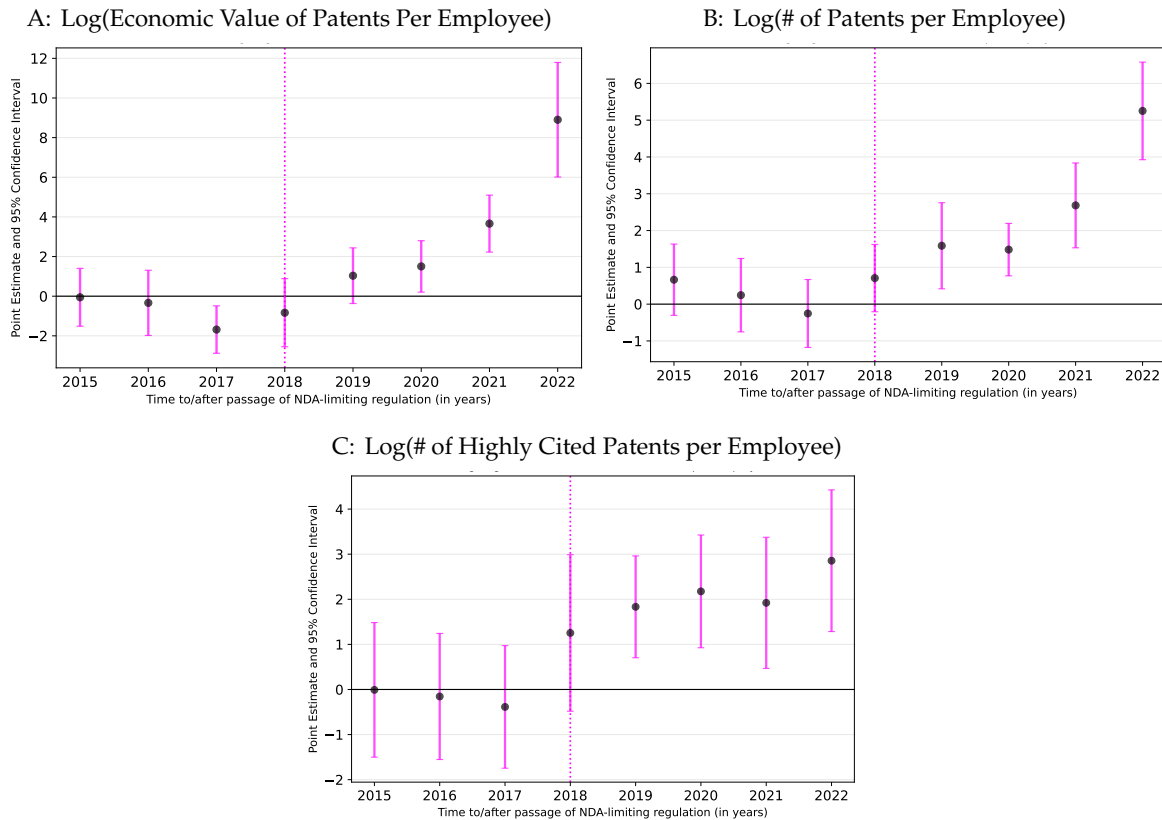 A: Log(Economic Value of Patents Per Employee)
Point Estimate and 95% Confidence Interval
12
10
8
6
4
2
0
−2
2015 2016 2017 2018 2019 2020 2021 2022
Time to/after passage of NDA-limiting regulation (in years)
B: Log(# of Patents per Employee)
Point Estimate and 95% Confidence Interval
6
5
4
3
2
1
0
−1
2015 2016 2017 2018 2019 2020 2021 2022
Time to/after passage of NDA-limiting regulation (in years)
C: Log(# of Highly Cited Patents per Employee)
Point Estimate and 95% Confidence Interval
4
3
2
1
0
−1
−2
2015 2016 2017 2018 2019 2020 2021 2022
Time to/after passage of NDA-limiting regulation (in years)